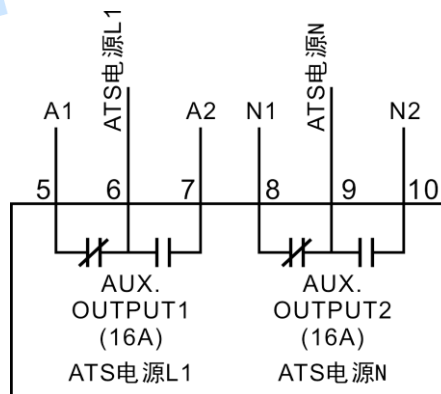 A1
ATS电源L1
A2
N1
ATS电源N
N2
5
6
7
8
9
10
AUX.
OUTPUT1
(16A)
ATS电源L1
AUX.
OUTPUT2
(16A)
ATS电源N